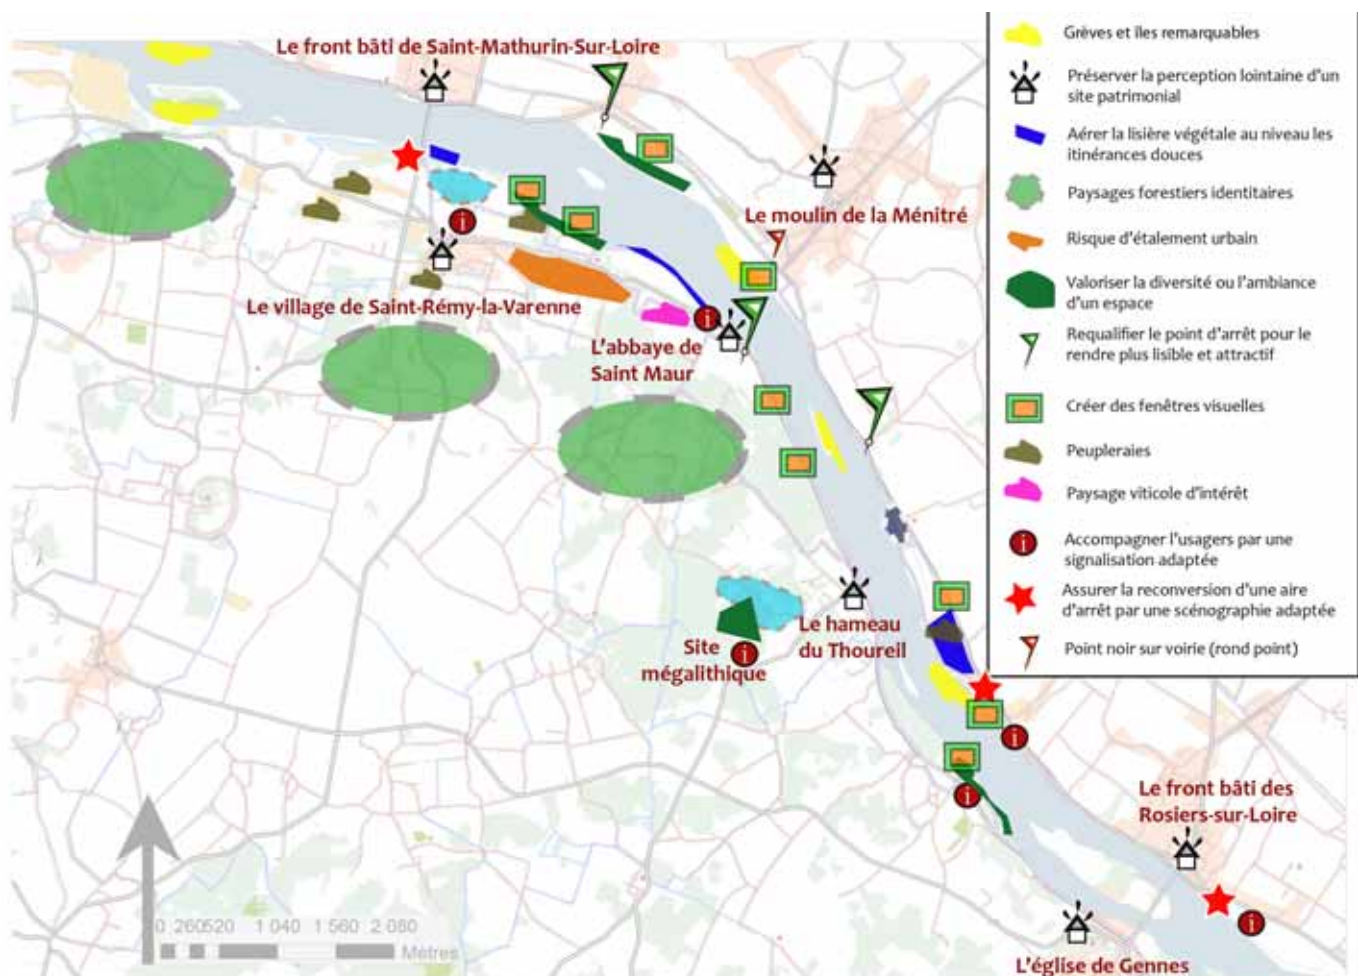 Le front bâti de Saint-Mathurin-Sur-Loire
Le moulin de la Ménitré
Le village de Saint-Rémy-la-Varenne
L'abbaye de
Saint Maur
Le hameau
du Thoureil
Site
mégalithique
Le front bâti des
Rosiers-sur-Loire
L'église de Gennes
0 260520 1 040 1 560 2 080
Mètres
Grèves et îles remarquables
Préserver la perception lointaine d'un
site patrimonial
Aérer la lisière végétale au niveau les
itinérances douces
Paysages forestiers identitaires
Risque d'étalement urbain
Valoriser la diversité ou l'ambiance
d'un espace
Requalifier le point d'arrêt pour le
rendre plus lisible et attractif
Créer des fenêtres visuelles
Peupleraies
Paysage viticole d'intérêt
Accompagner l'usagers par une
signalisation adaptée
Assurer la reconversion d'une aire
d'arrêt par une scénographie adaptée
Point noir sur voirie (rond point)
i
i
i
i
i
i
i